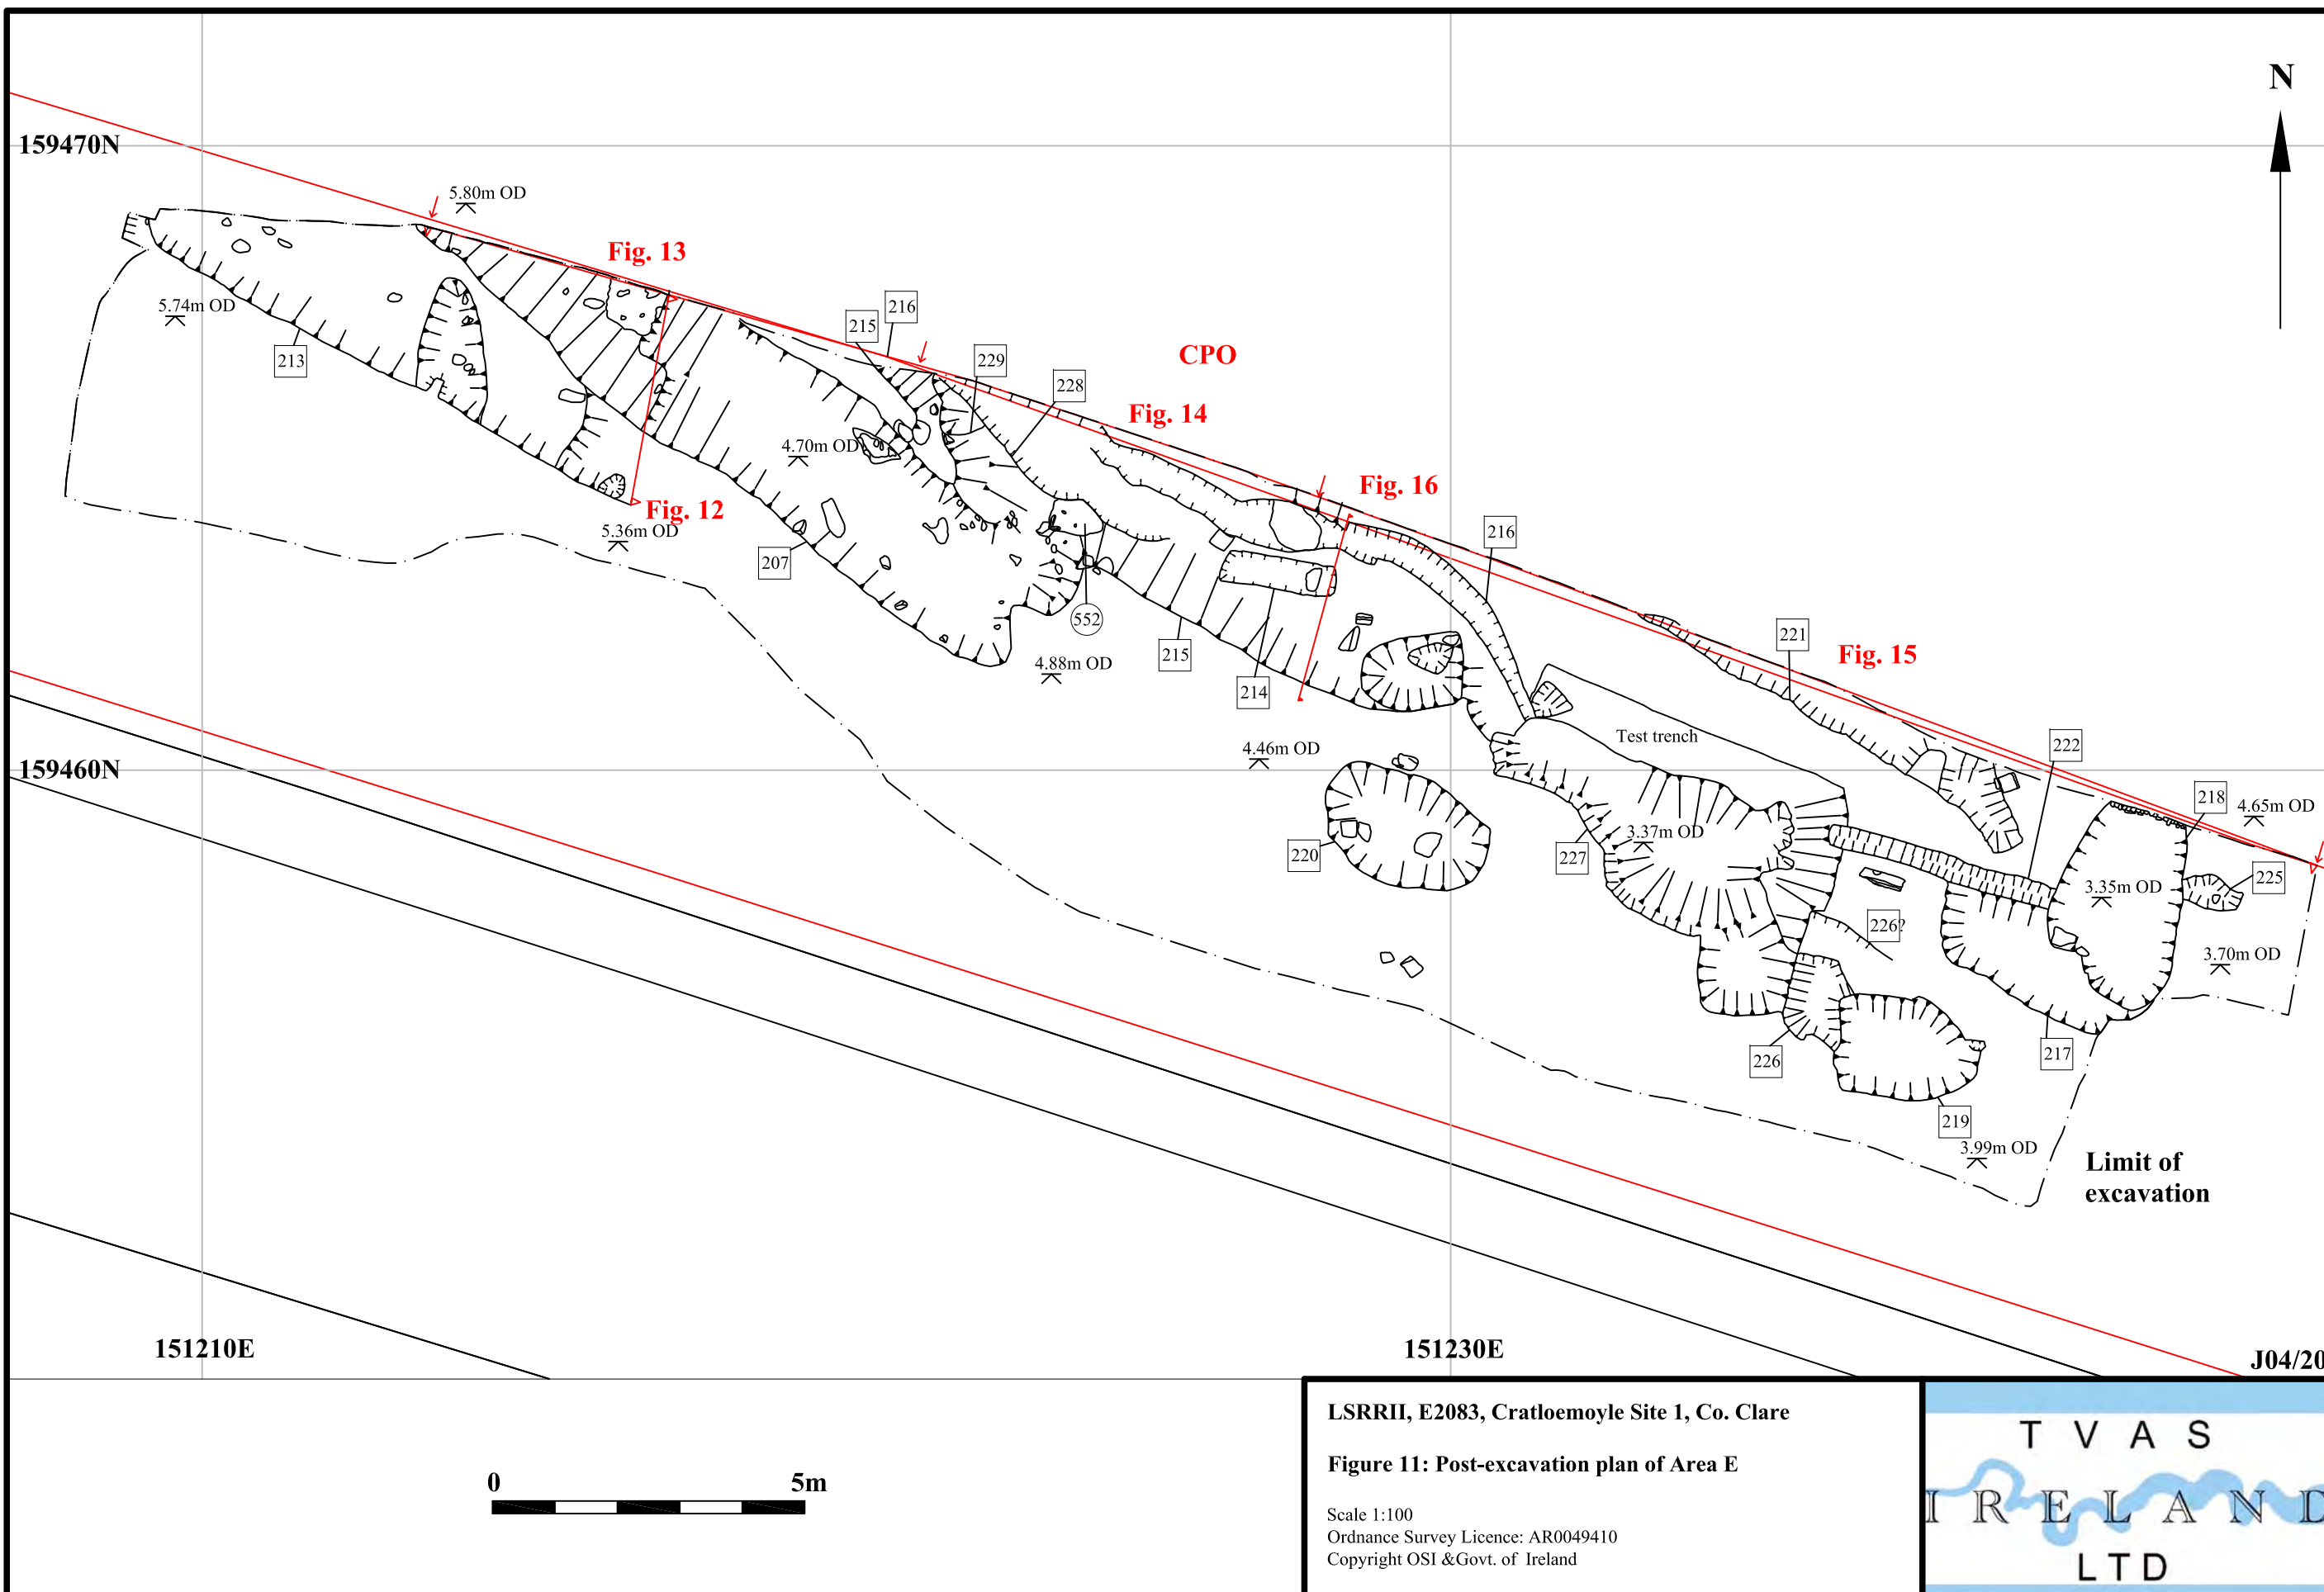 N
159470N
5.80m OD
Fig. 13
5.74m OD
216
215
213
CPO
229
228
Fig. 14
4.70m OD
Fig. 16
Fig. 12
5.36m OD
216
207
552
221
215
Fig. 15
4.88m OD
214
Test trench
4.46m OD
222
159460N
218
4.65m OD
3.37m OD
220
227
225
3.35m OD
226?
3.70m OD
226
217
219
3.99m OD
Limit of
excavation
151210E
151230E
J04/20
LSRRII, E2083, Cratloemoyle Site 1, Co. Clare
Figure 11: Post-excavation plan of Area E
0
5m
Scale 1:100
Ordnance Survey Licence: AR0049410
Copyright OSI &Govt. of Ireland
T V A S
I R E L A N D
L T D